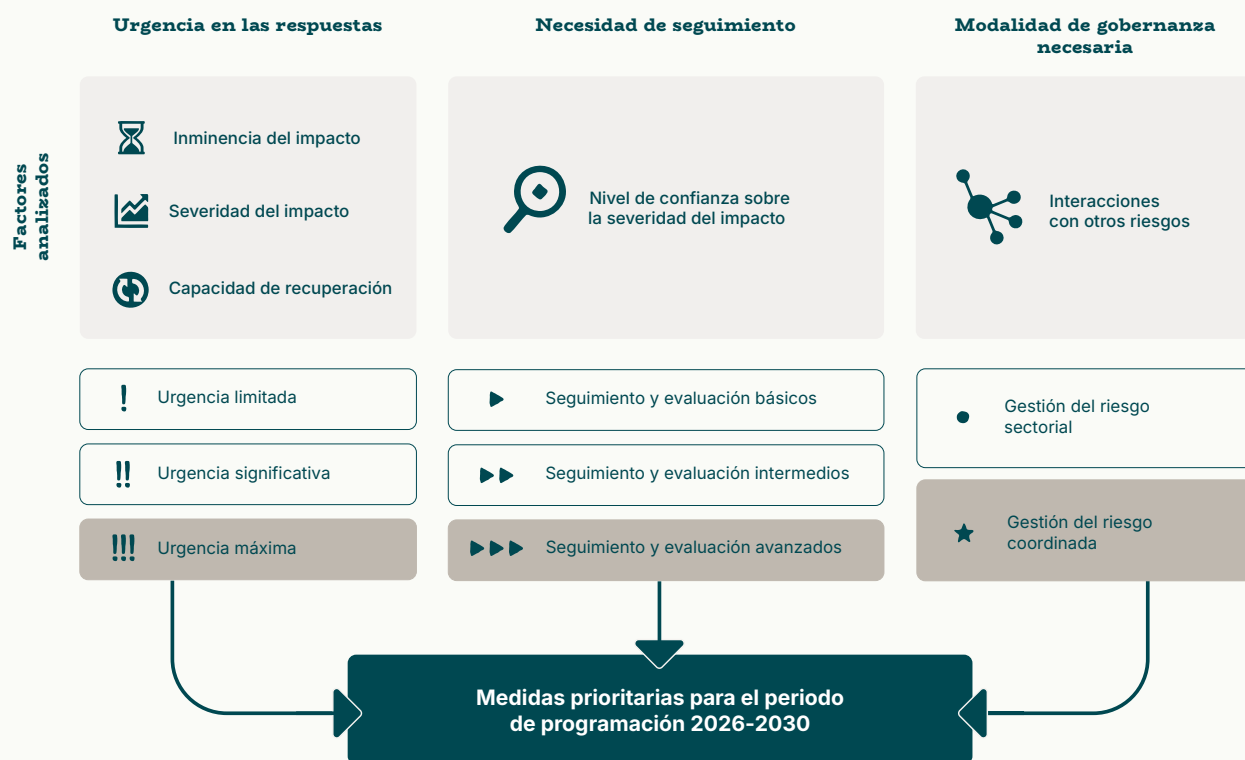 Urgencia en las respuestas
Necesidad de seguimiento
Modalidad de gobernanza
necesaria
Factores
analizados
Inminencia del impacto
Severidad del impacto
Capacidad de recuperación
Nivel de confianza sobre
la severidad del impacto
Interacciones
con otros riesgos
! Urgencia limitada
!! Urgencia significativa
!!! Urgencia máxima
Seguimiento y evaluación básicos
Seguimiento y evaluación intermedios
Seguimiento y evaluación avanzados
Gestión del riesgo
sectorial
Gestión del riesgo
coordinada
Medidas prioritarias para el periodo
de programación 2026-2030